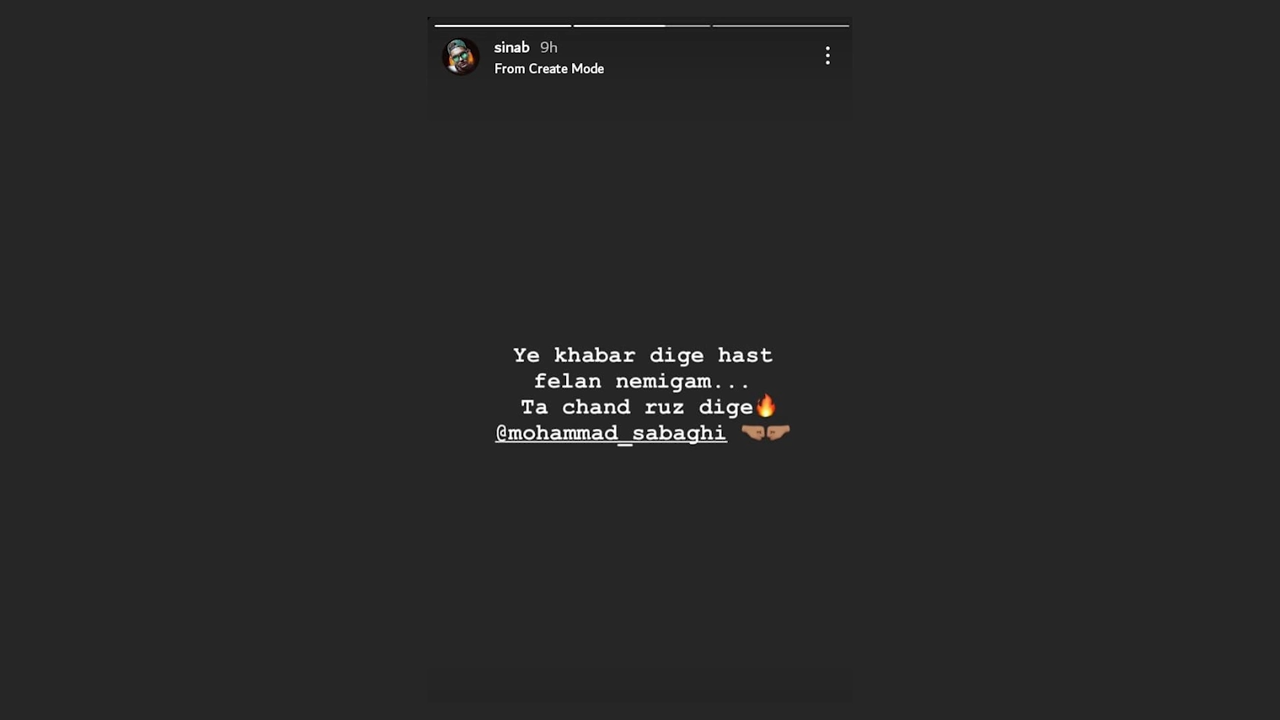 sinab 9h
From Create Mode
Ye khabar dige hast
felan nemigam...
Ta chand ruz dige🔥
@mohammad_sabaghi 🤜🏽🤛🏽